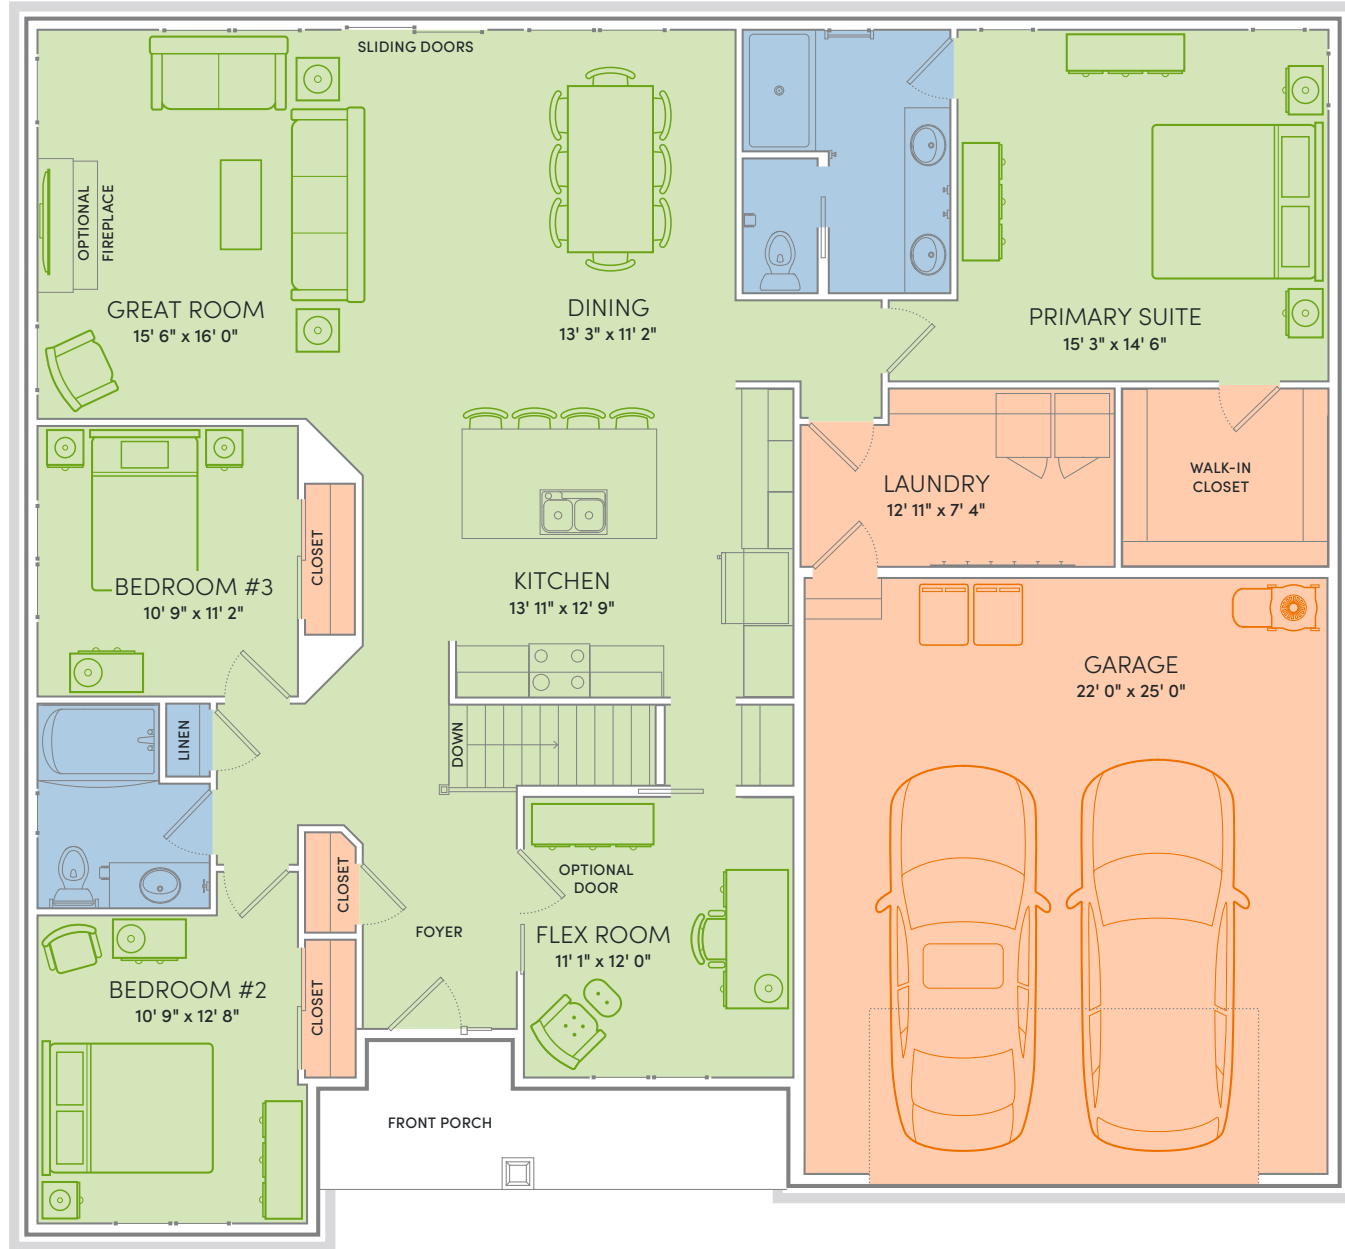 SLIDING DOORS
OPTIONAL
FIREPLACE
GREAT ROOM
15' 6" x 16' 0"
DINING
13' 3" x 11' 2"
PRIMARY SUITE
15' 3" x 14' 6"
WALK-IN
CLOSET
LAUNDRY
12' 11" x 7' 4"
CLOSET
BEDROOM #3
10' 9" x 11' 2"
KITCHEN
13' 11" x 12' 9"
GARAGE
22' 0" x 25' 0"
LINEN
DOWN
OPTIONAL
DOOR
CLOSET
FOYER
FLEX ROOM
11' 1" x 12' 0"
BEDROOM #2
10' 9" x 12' 8"
CLOSET
FRONT PORCH